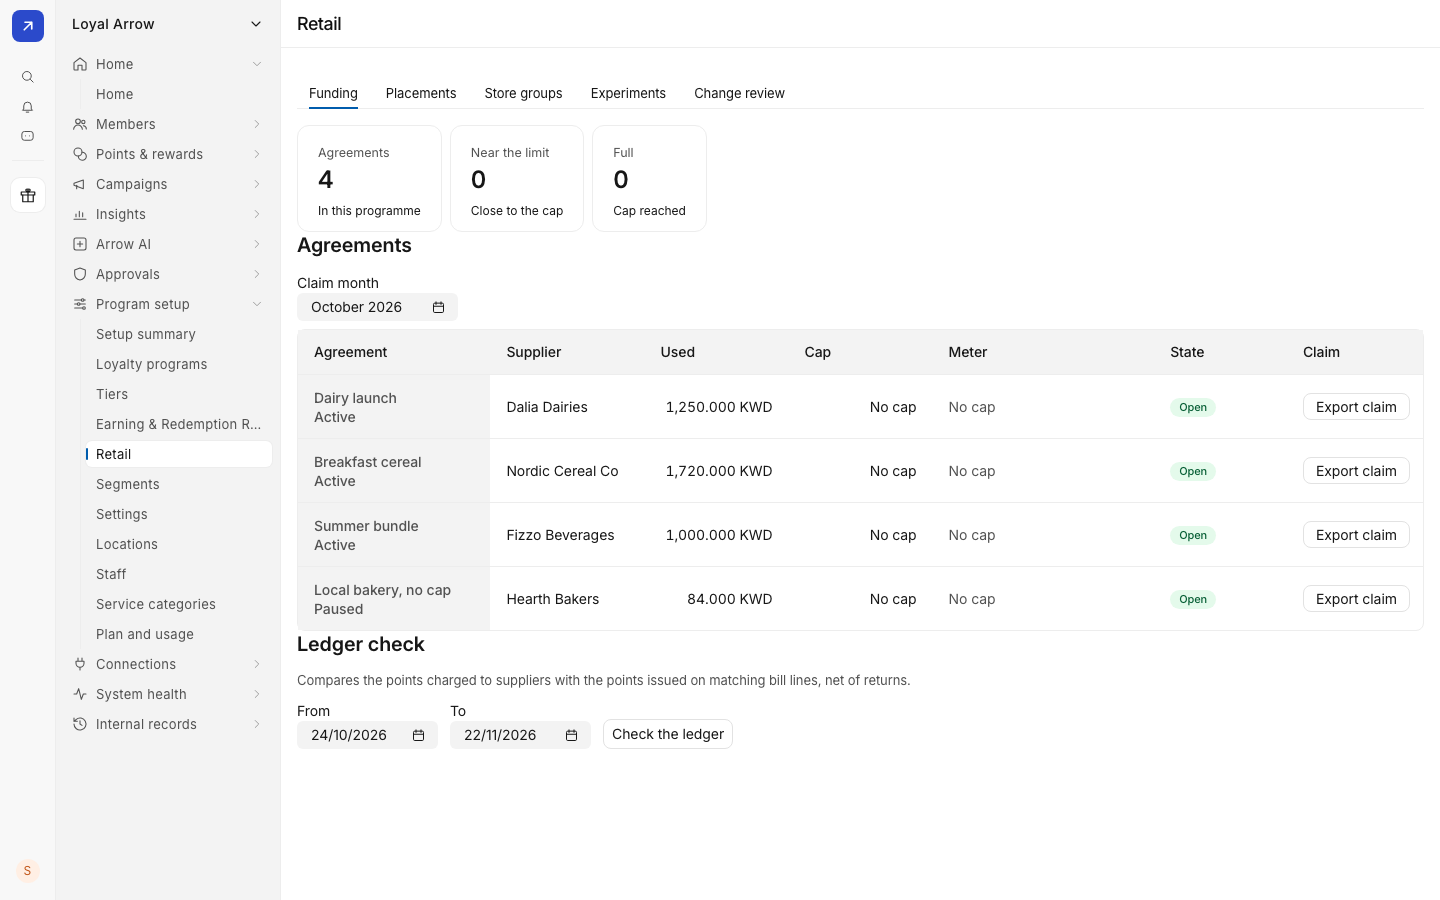 Loyal Arrow
Home
Home
Members
Points & rewards
Campaigns
Insights
Arrow AI
Approvals
Program setup
Setup summary
Loyalty programs
Tiers
Earning & Redemption R...
Retail
Segments
Settings
Locations
Staff
Service categories
Plan and usage
Connections
System health
Internal records
S
Retail
Funding Placements Store groups Experiments Change review
Agreements
4
In this programme
Near the limit
0
Close to the cap
Full
0
Cap reached
Agreements
Claim month
October 2026
Agreement Supplier Used Cap Meter State Claim
Dairy launch
Active
Dalia Dairies 1,250.000 KWD No cap No cap Open Export claim
Breakfast cereal
Active
Nordic Cereal Co 1,720.000 KWD No cap No cap Open Export claim
Summer bundle
Active
Fizzo Beverages 1,000.000 KWD No cap No cap Open Export claim
Local bakery, no cap
Paused
Hearth Bakers 84.000 KWD No cap No cap Open Export claim
Ledger check
Compares the points charged to suppliers with the points issued on matching bill lines, net of returns.
From To
24/10/2026 22/11/2026 Check the ledger